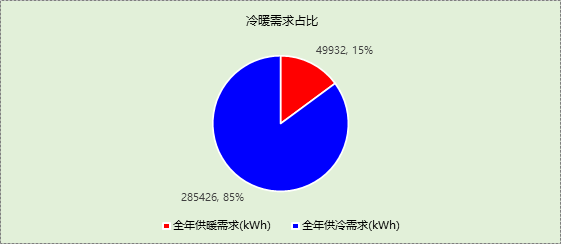 冷暖需求占比
49932, 15%
285426, 85%
全年供暖需求(kWh)
全年供冷需求(kWh)